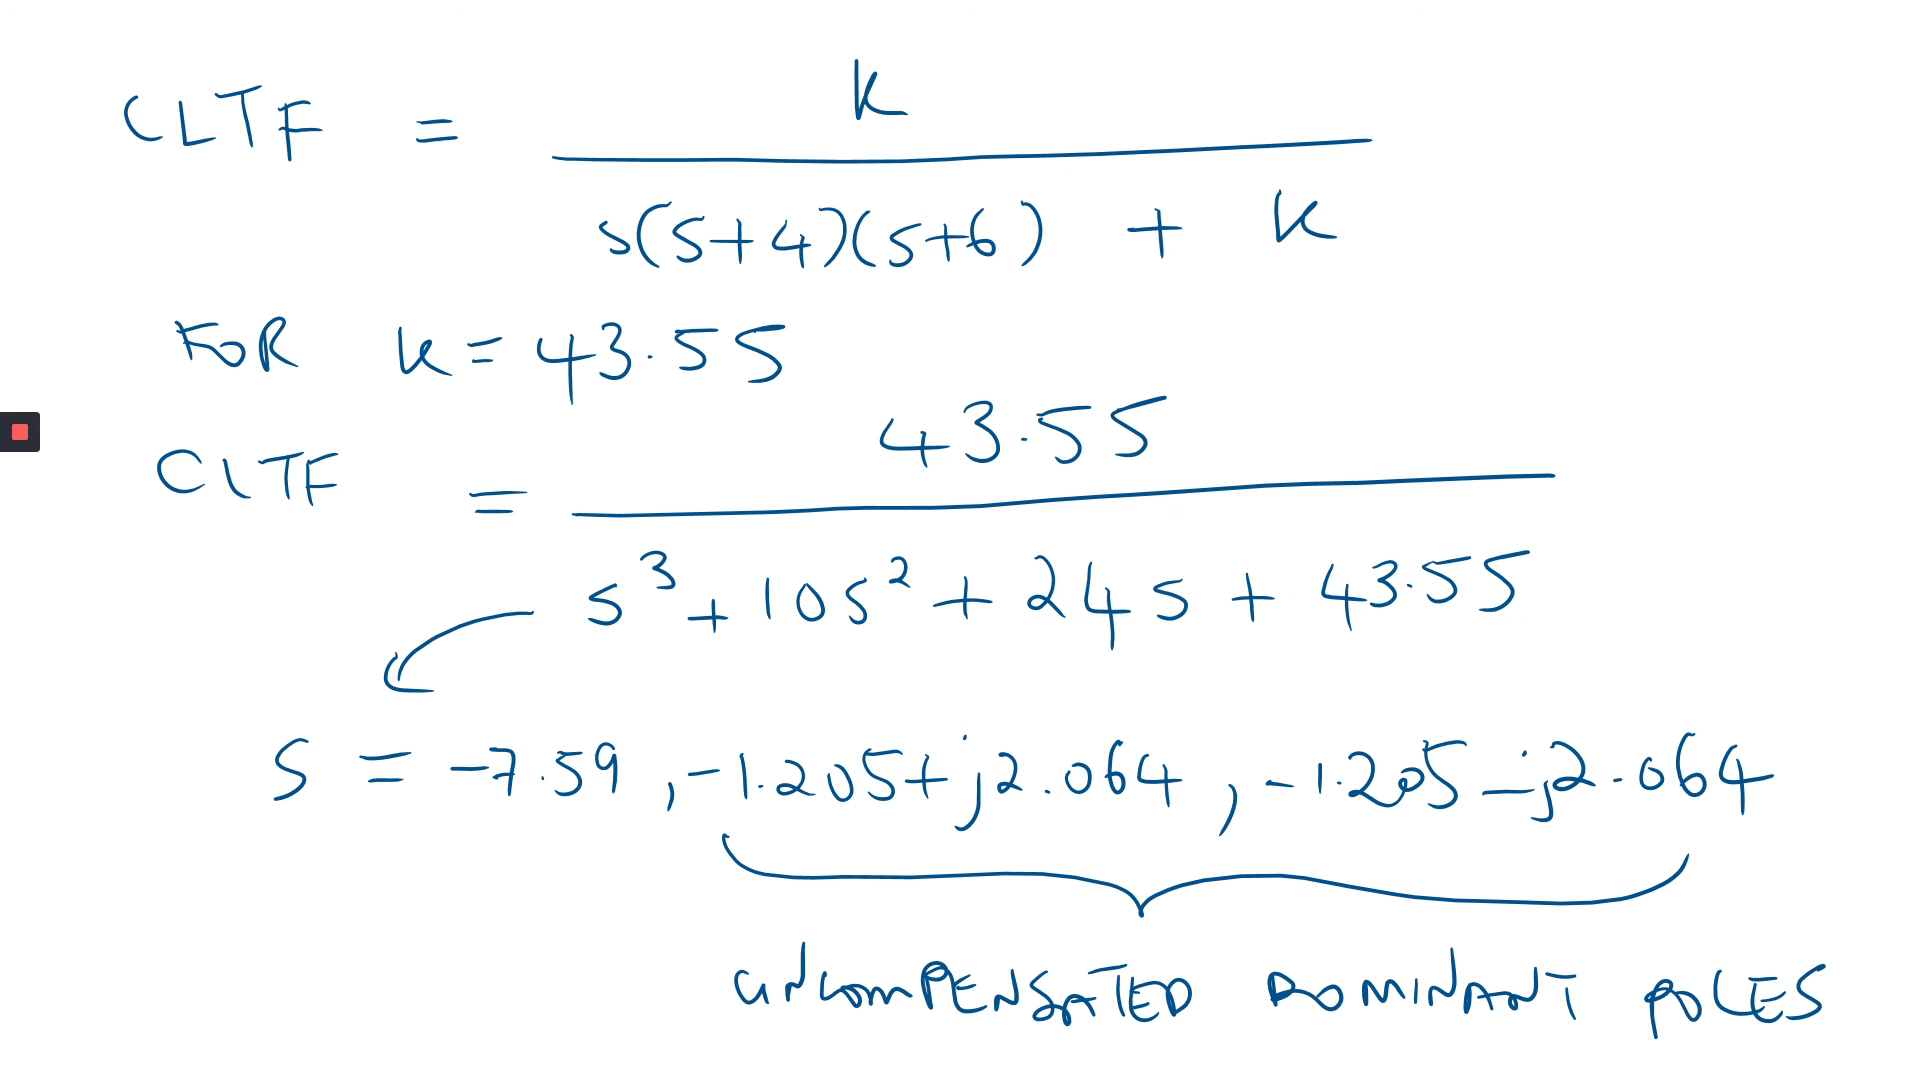 CLTF = k
s(s+4)(s+6) + k
FOR k = 43.55
43.55
CLTF =
s³ + 10s² + 24s + 43.55
s = -7.59 , -1.205+j2.064 , -1.205-j2.064
UNCOMPENSATED DOMINANT POLES